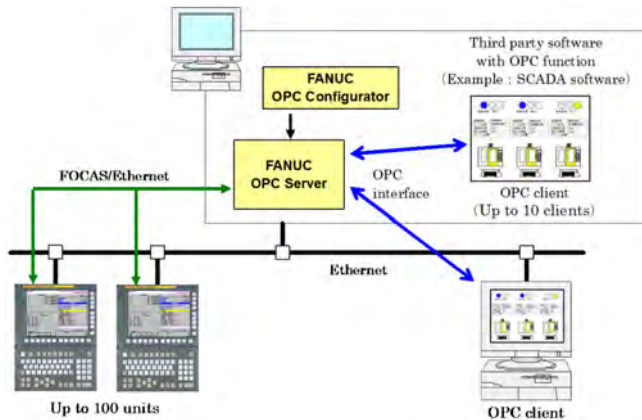 Third party software
with OPC function
(Example : SCADA software)
FANUC
OPC Configurator
FANUC
OPC Server
FOCAS/Ethernet
OPC
interface
OPC client
(Up to 10 clients)
Ethernet
Up to 100 units
OPC client